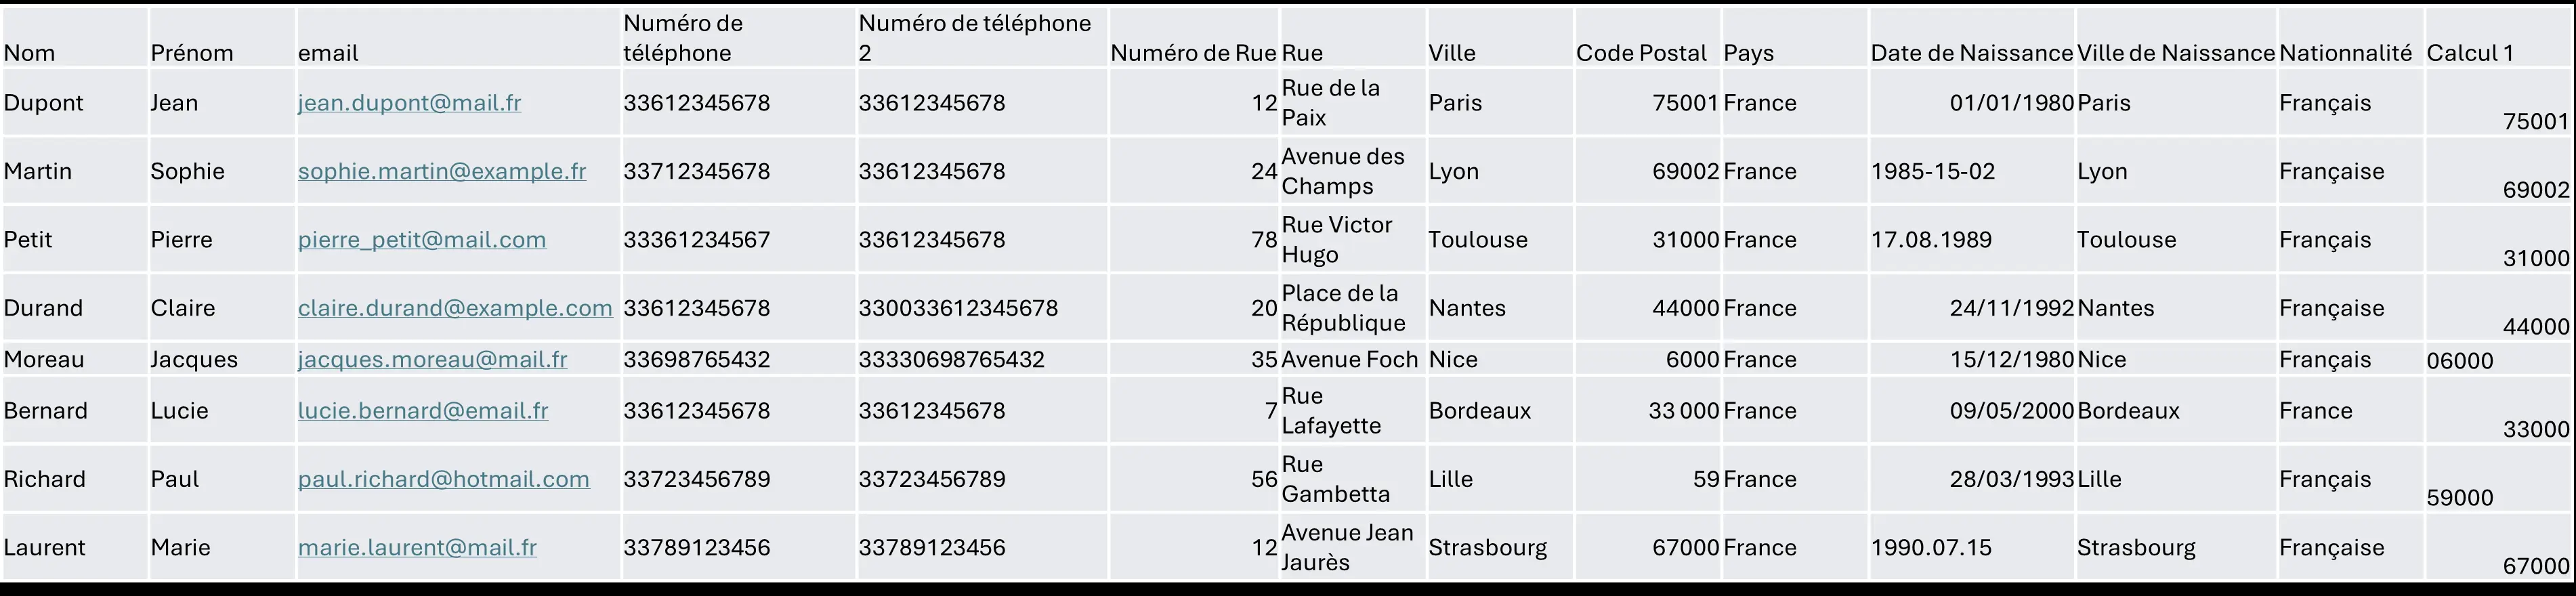 Nom Prénom email Numéro de téléphone Numéro de téléphone 2 Numéro de Rue Rue Ville Code Postal Pays Date de Naissance Ville de Naissance Nationnalité Calcul 1
Dupont Jean jean.dupont@mail.fr 33612345678 33612345678 12 Rue de la Paix Paris 75001 France 01/01/1980 Paris Français 75001
Martin Sophie sophie.martin@example.fr 33712345678 33612345678 24 Avenue des Champs Lyon 69002 France 1985-15-02 Lyon Française 69002
Petit Pierre pierre_petit@mail.com 33361234567 33612345678 78 Rue Victor Hugo Toulouse 31000 France 17.08.1989 Toulouse Français 31000
Durand Claire claire.durand@example.com 33612345678 330033612345678 20 Place de la République Nantes 44000 France 24/11/1992 Nantes Française 44000
Moreau Jacques jacques.moreau@mail.fr 33698765432 33330698765432 35 Avenue Foch Nice 6000 France 15/12/1980 Nice Français 06000
Bernard Lucie lucie.bernard@email.fr 33612345678 33612345678 7 Rue Lafayette Bordeaux 33 000 France 09/05/2000 Bordeaux France 33000
Richard Paul paul.richard@hotmail.com 33723456789 33723456789 56 Rue Gambetta Lille 59 France 28/03/1993 Lille Français 59000
Laurent Marie marie.laurent@mail.fr 33789123456 33789123456 12 Avenue Jean Jaurès Strasbourg 67000 France 1990.07.15 Strasbourg Française 67000